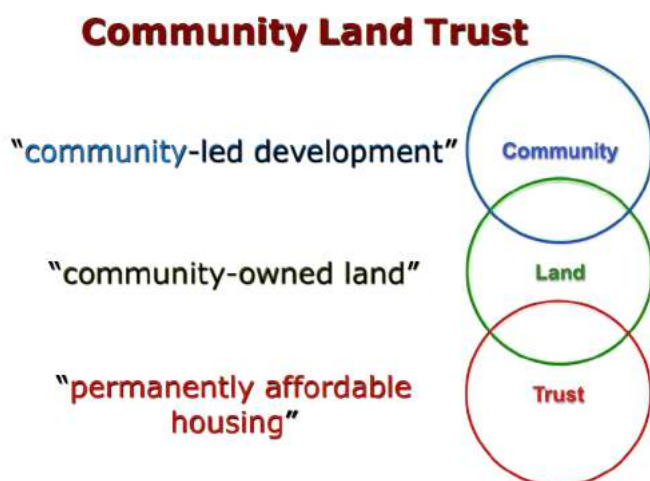 Community Land Trust
“community-led development”
Community
“community-owned land”
Land
“permanently affordable
housing”
Trust